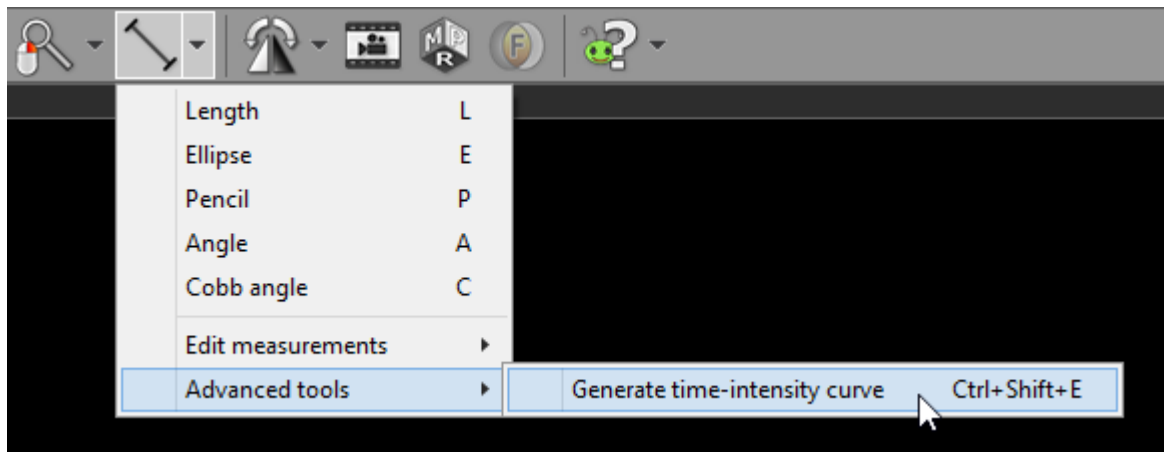 M P R
F
?
Length L
Ellipse E
Pencil P
Angle A
Cobb angle C
Edit measurements
Advanced tools
Generate time-intensity curve Ctrl+Shift+E